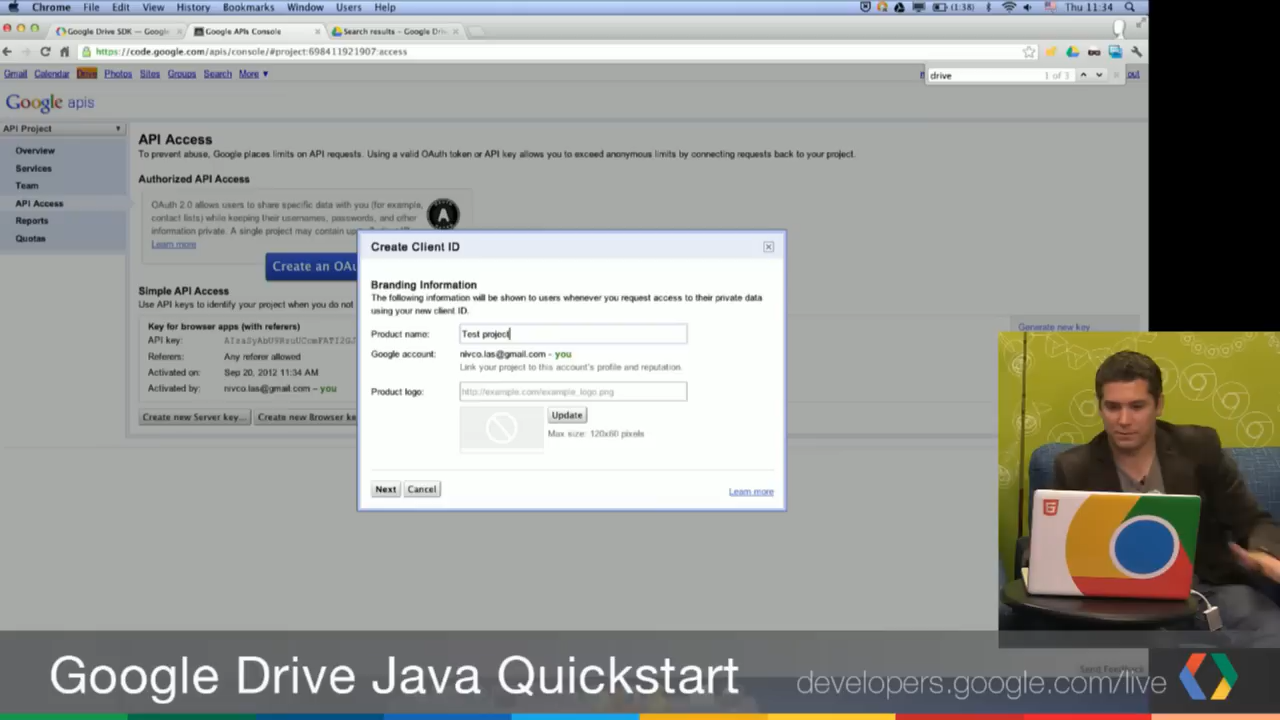 Chrome File Edit View History Bookmarks Window Users Help
(1:38) Thu 11:34
Google Drive SDK — Google
Google APIs Console
Search results - Google Driv
https://code.google.com/apis/console/#project:698411921907:access
Gmail Calendar Drive Photos Sites Groups Search More ▼
drive 1 of 3
out
Google apis
API Project
Overview
Services
Team
API Access
Reports
Quotas
API Access
To prevent abuse, Google places limits on API requests. Using a valid OAuth token or API key allows you to exceed anonymous limits by connecting requests back to your project.
Authorized API Access
OAuth 2.0 allows users to share specific data with you (for example,
contact lists) while keeping their usernames, passwords, and other
information private. A single project may contain up
Learn more
Create an OAu
Simple API Access
Use API keys to identify your project when you do not
Key for browser apps (with referers)
API key:
Referers: Any referer allowed
Activated on: Sep 20, 2012 11:34 AM
Activated by: nivco.las@gmail.com – you
Create new Server key... Create new Browser ke
Generate new key...
Create Client ID
Branding Information
The following information will be shown to users whenever you request access to their private data
using your new client ID.
Product name: Test project
Google account: nivco.las@gmail.com – you
Link your project to this account's profile and reputation.
Product logo: http://example.com/example_logo.png
Update
Max size: 120x60 pixels
Next Cancel
Learn more
Send Feedback
Google Drive Java Quickstart
developers.google.com/live